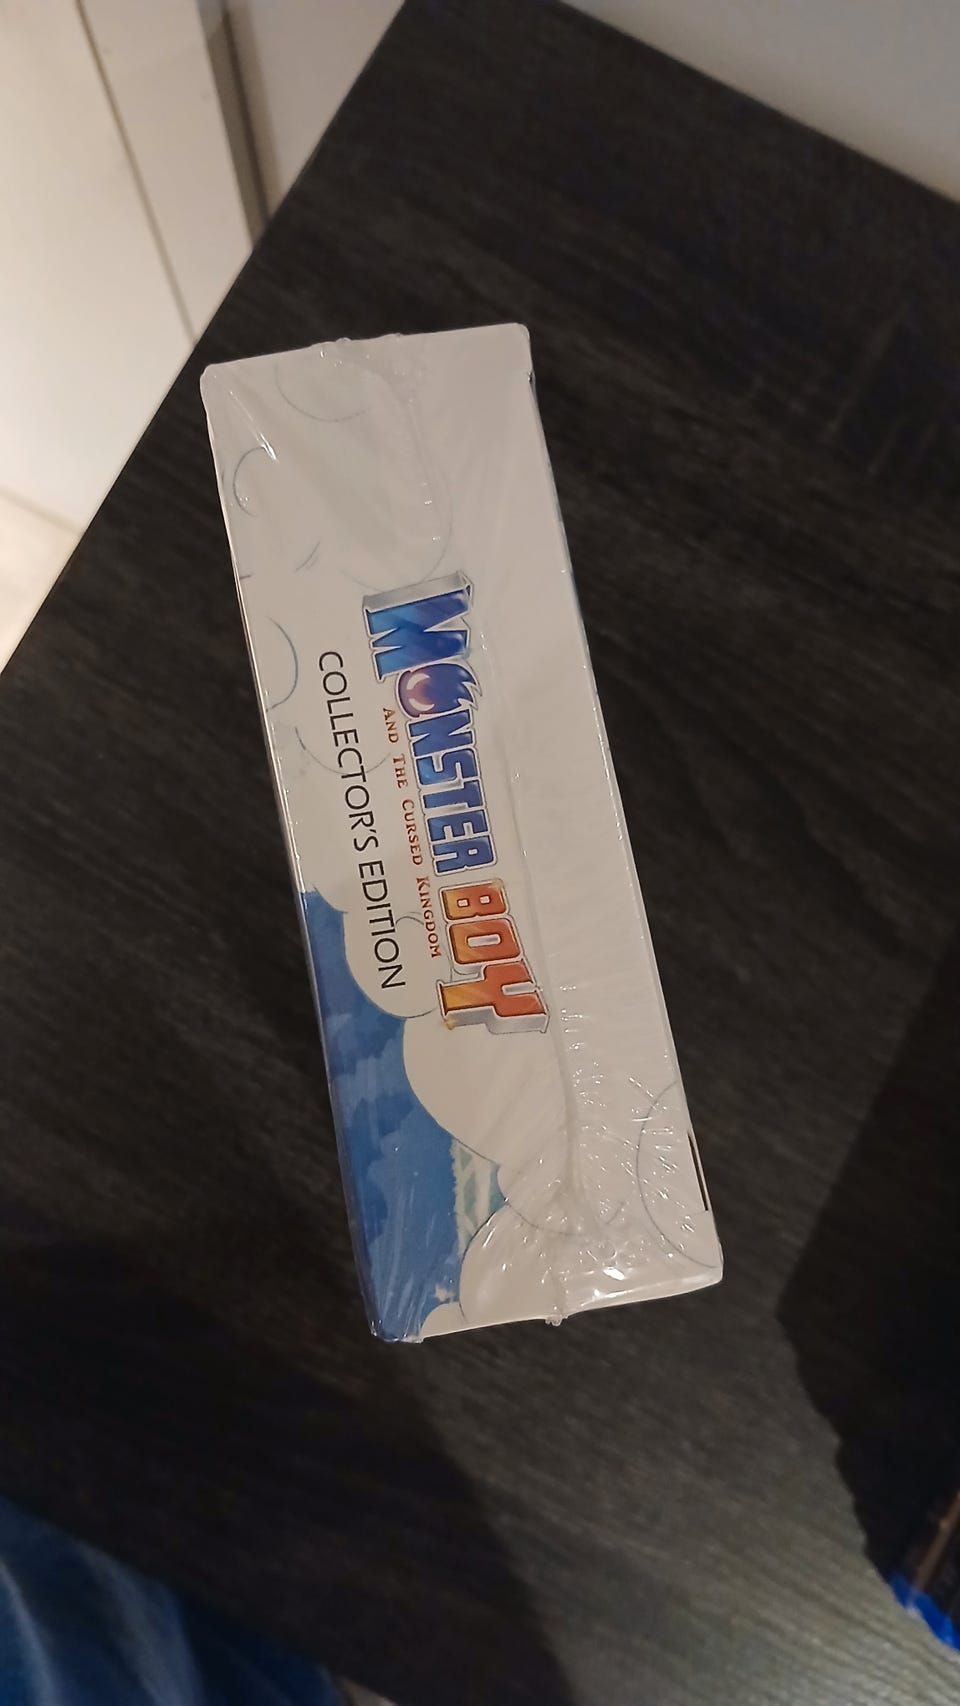 MONSTER BOY
AND THE CURSED KINGDOM
COLLECTOR'S EDITION